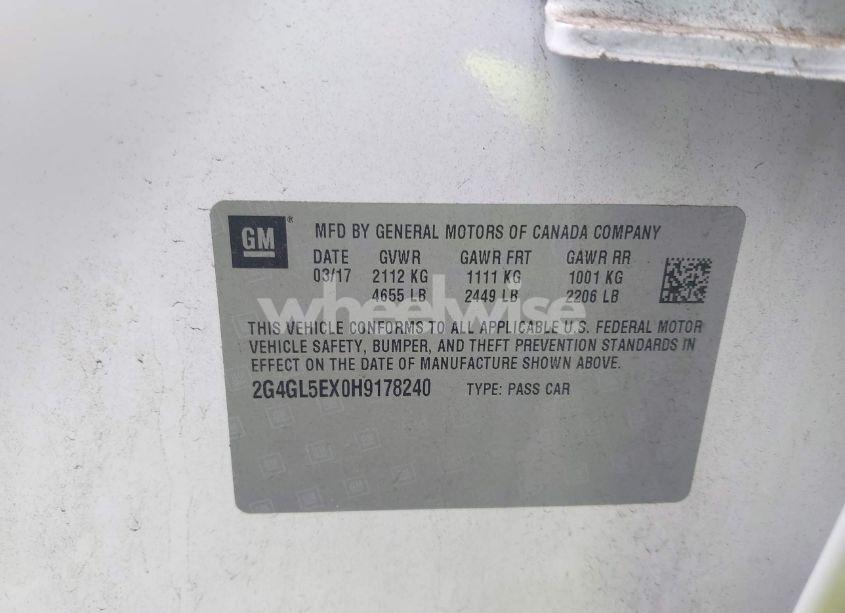 GM ® MFD BY GENERAL MOTORS OF CANADA COMPANY
DATE GVWR GAWR FRT GAWR RR
03/17 2112 KG 1111 KG 1001 KG
4655 LB 2449 LB 2206 LB
wheelwise
THIS VEHICLE CONFORMS TO ALL APPLICABLE U.S. FEDERAL MOTOR
VEHICLE SAFETY, BUMPER, AND THEFT PREVENTION STANDARDS IN
EFFECT ON THE DATE OF MANUFACTURE SHOWN ABOVE.
2G4GL5EX0H9178240 TYPE: PASS CAR